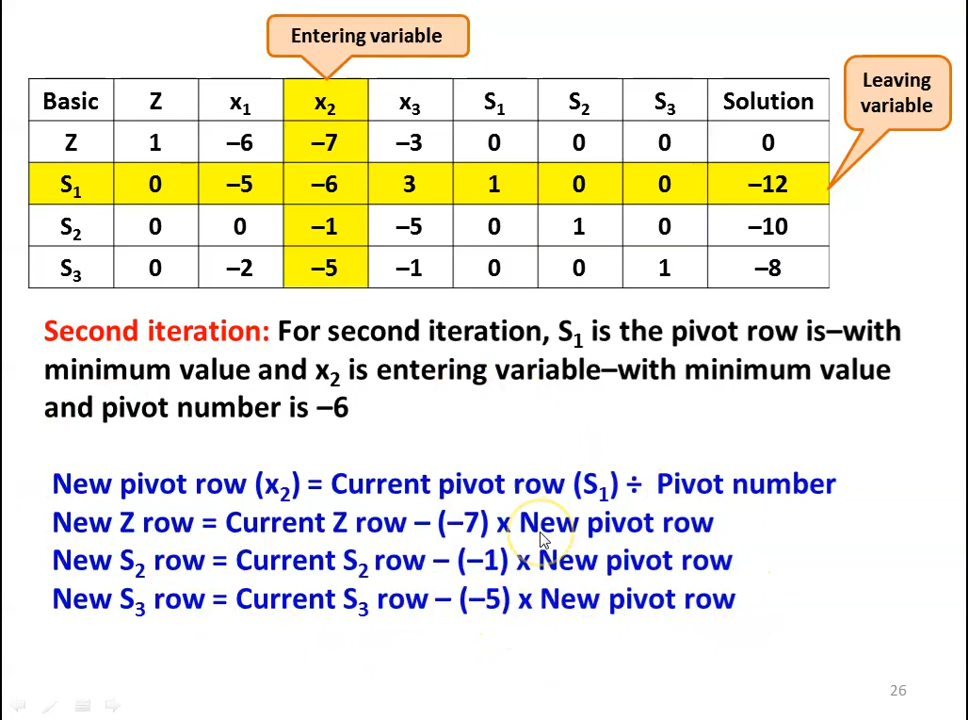 Entering variable
Leaving
variable
Basic Z x₁ x₂ x₃ S₁ S₂ S₃ Solution
Z 1 –6 –7 –3 0 0 0 0
S₁ 0 –5 –6 3 1 0 0 –12
S₂ 0 0 –1 –5 0 1 0 –10
S₃ 0 –2 –5 –1 0 0 1 –8
Second iteration: For second iteration, S₁ is the pivot row is–with
minimum value and x₂ is entering variable–with minimum value
and pivot number is –6
New pivot row (x₂) = Current pivot row (S₁) ÷ Pivot number
New Z row = Current Z row – (–7) x New pivot row
New S₂ row = Current S₂ row – (–1) x New pivot row
New S₃ row = Current S₃ row – (–5) x New pivot row
26